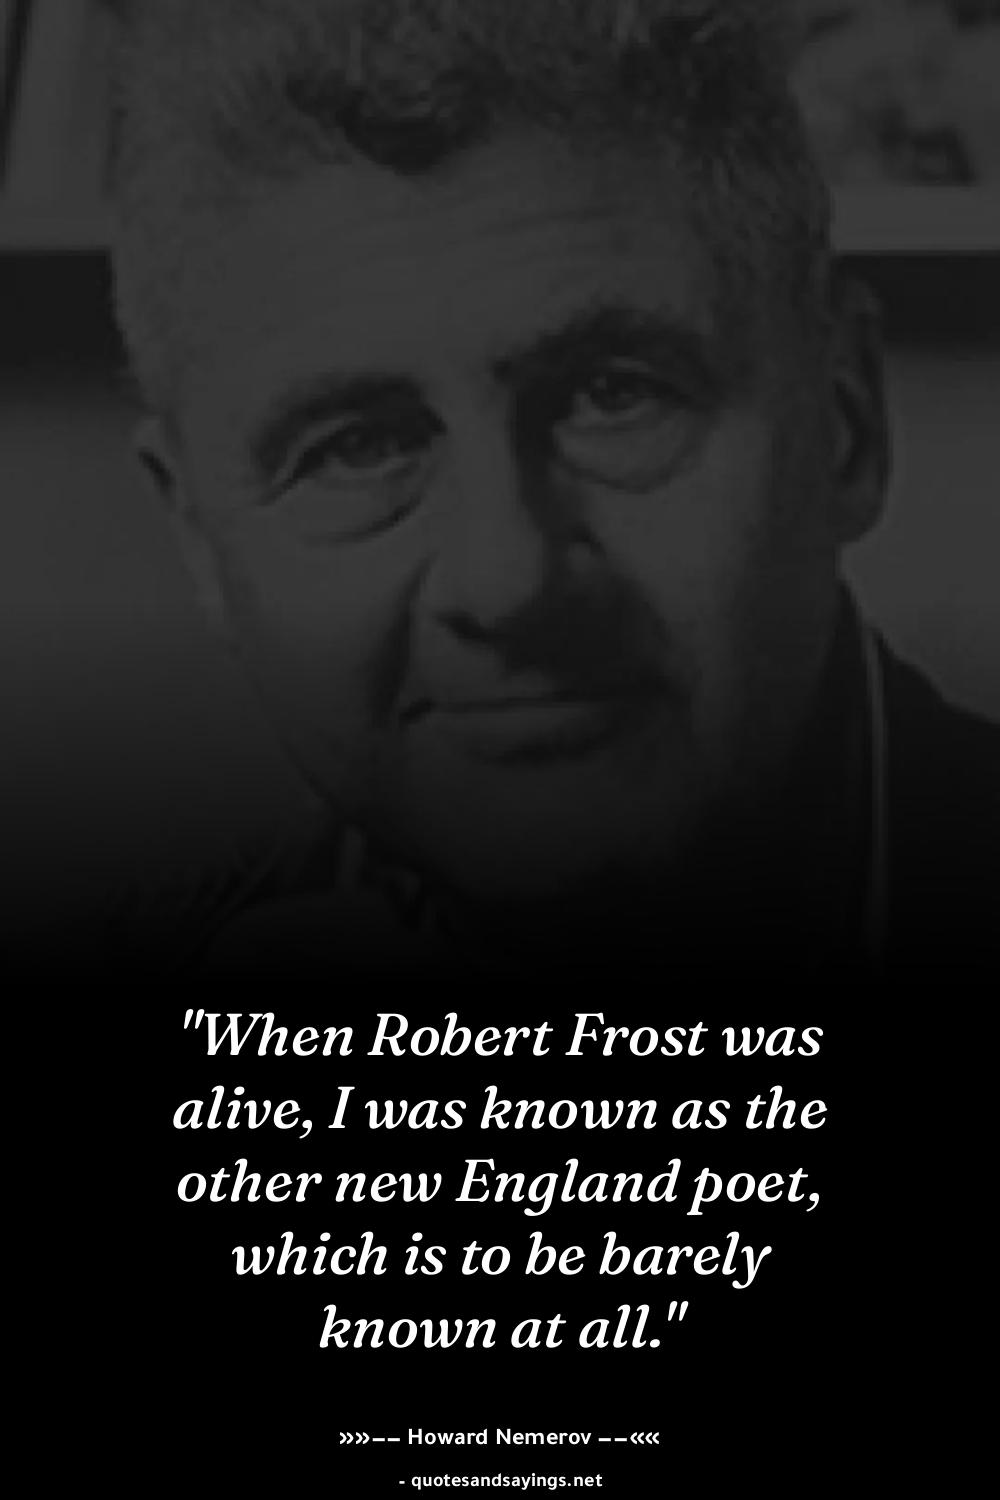 "When Robert Frost was
alive, I was known as the
other new England poet,
which is to be barely
known at all."
»»−− Howard Nemerov −−««
- quotesandsayings.net